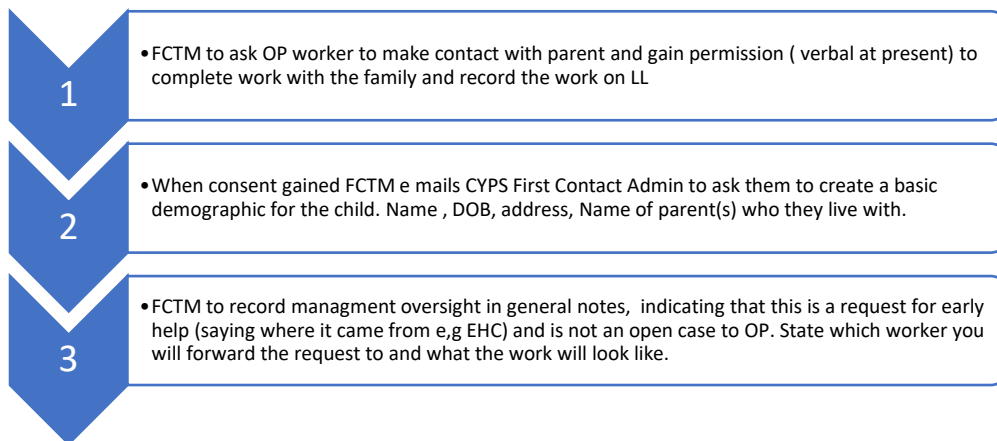 1
•FCTM to ask OP worker to make contact with parent and gain permission ( verbal at present) to
complete work with the family and record the work on LL
2
•When consent gained FCTM e mails CYPS First Contact Admin to ask them to create a basic
demographic for the child. Name , DOB, address, Name of parent(s) who they live with.
3
•FCTM to record managment oversight in general notes,  indicating that this is a request for early
help (saying where it came from e,g EHC) and is not an open case to OP. State which worker you
will forward the request to and what the work will look like.